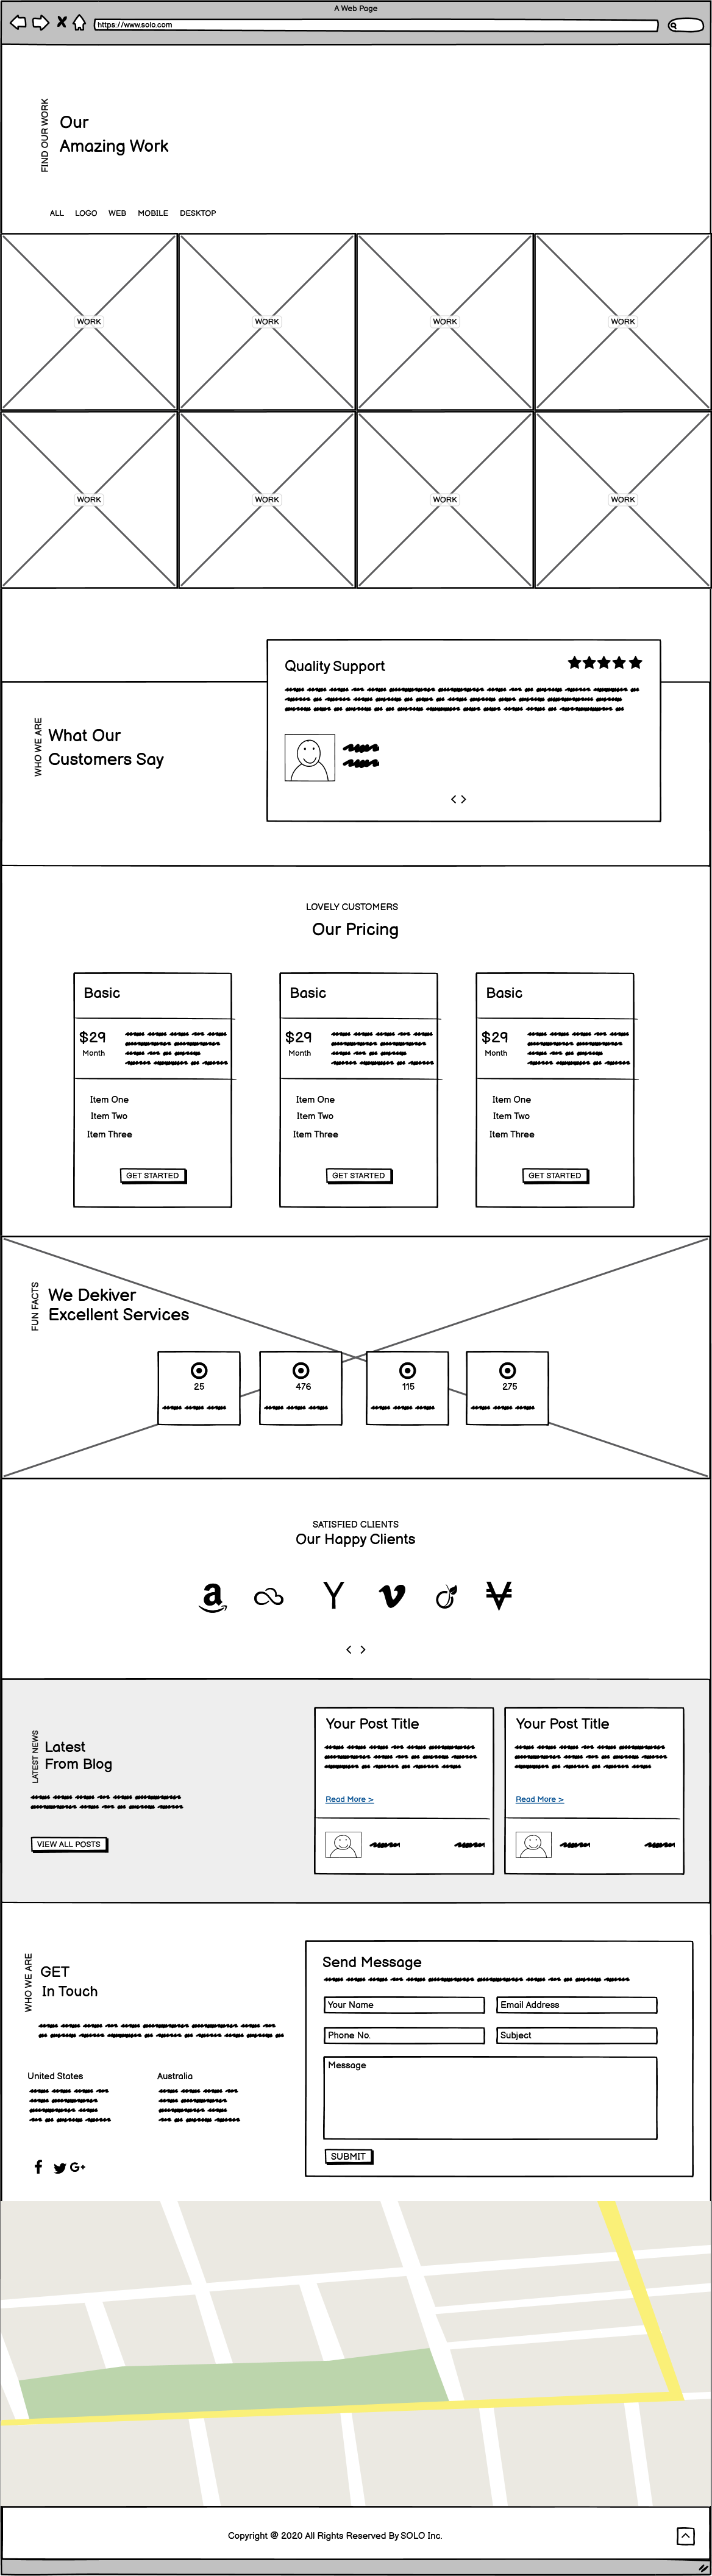 A Web Page
https://www.solo.com
FIND OUR WORK
Our
Amazing Work
ALL LOGO WEB MOBILE DESKTOP
WORK WORK WORK WORK
WORK WORK WORK WORK
Quality Support
WHO WE ARE
What Our
Customers Say
LOVELY CUSTOMERS
Our Pricing
Basic
$29
Month
Item One
Item Two
Item Three
GET STARTED
Basic
$29
Month
Item One
Item Two
Item Three
GET STARTED
Basic
$29
Month
Item One
Item Two
Item Three
GET STARTED
FUN FACTS
We Dekiver
Excellent Services
25 476 115 275
SATISFIED CLIENTS
Our Happy Clients
LATEST NEWS
Latest
From Blog
VIEW ALL POSTS
Your Post Title
Read More >
Your Post Title
Read More >
WHO WE ARE
GET
In Touch
United States
Australia
Send Message
Your Name
Email Address
Phone No.
Subject
Message
SUBMIT
Copyright @ 2020 All Rights Reserved By SOLO Inc.